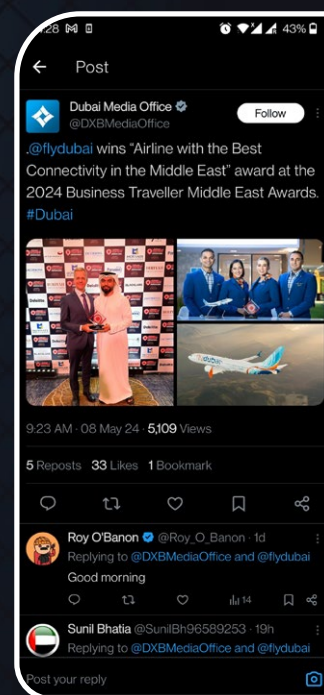 :28
43%
Post
Dubai Media Office
@DXBMediaOffice
Follow
.@flydubai wins “Airline with the Best
Connectivity in the Middle East” award at the
2024 Business Traveller Middle East Awards.
#Dubai
9:23 AM · 08 May 24 · 5,109 Views
5 Reposts 33 Likes 1 Bookmark
Roy O'Banon @Roy_O_Banon · 1d
Replying to @DXBMediaOffice and @flydubai
Good morning
14
Sunil Bhatia @SunilBh96589253 · 19h
Replying to @DXBMediaOffice and @flydubai
Post your reply